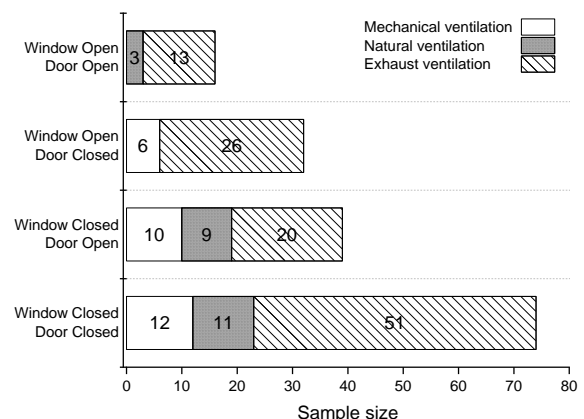 Mechanical ventilation
Natural ventilation
Exhaust ventilation
Window Open
Door Open
3 13
Window Open
Door Closed
6 26
Window Closed
Door Open
10 9 20
Window Closed
Door Closed
12 11 51
0 10 20 30 40 50 60 70 80
Sample size